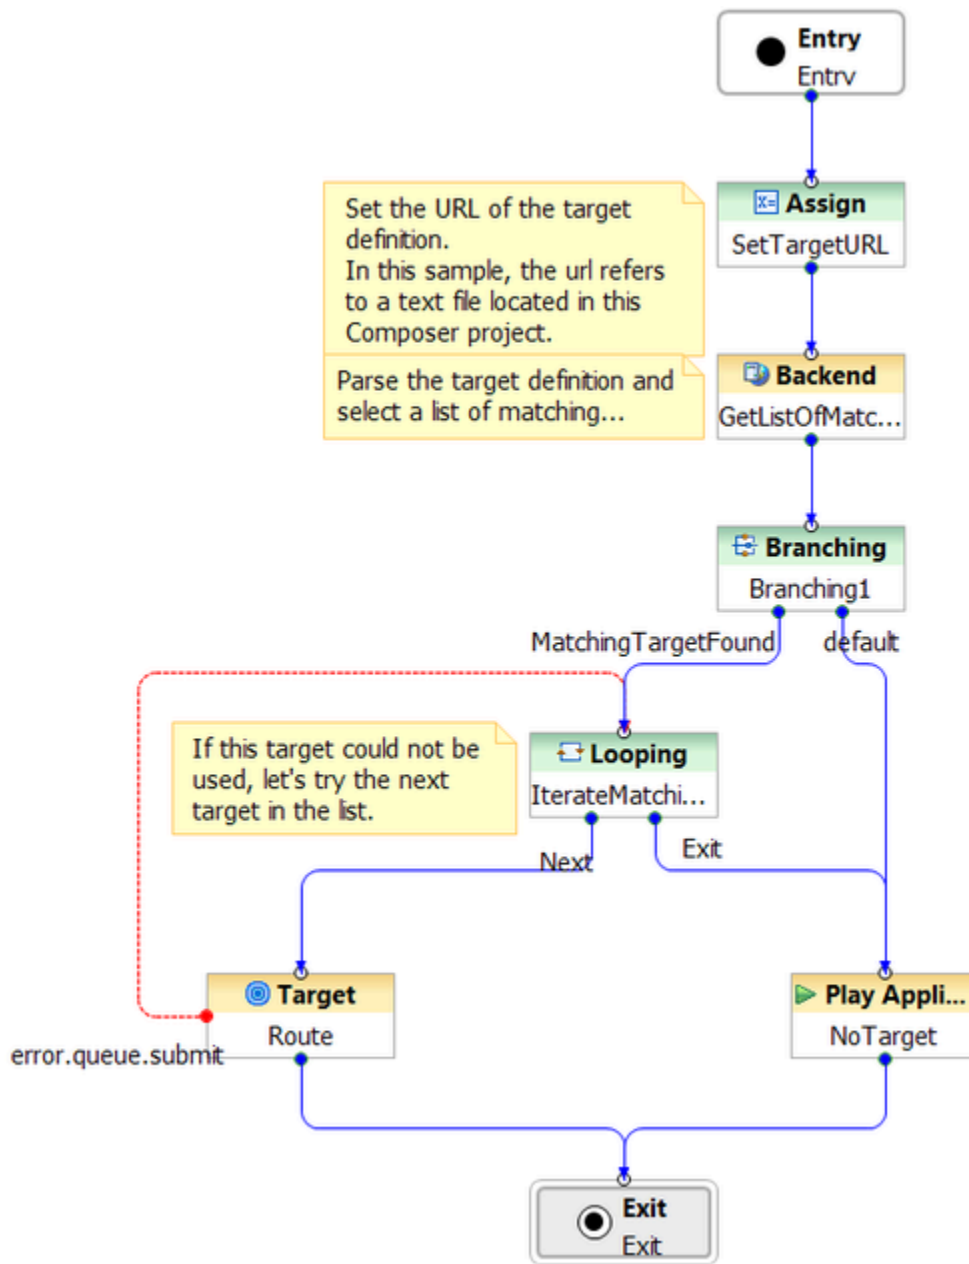 Entry
Entry
Set the URL of the target
definition.
In this sample, the url refers
to a text file located in this
Composer project.
Assign
SetTargetURL
Parse the target definition and
select a list of matching...
Backend
GetListOfMatc...
Branching
Branching1
MatchingTargetFound
default
If this target could not be
used, let's try the next
target in the list.
Looping
IterateMatchi...
Next
Exit
Target
Route
error.queue.submit
Play Appli...
NoTarget
Exit
Exit